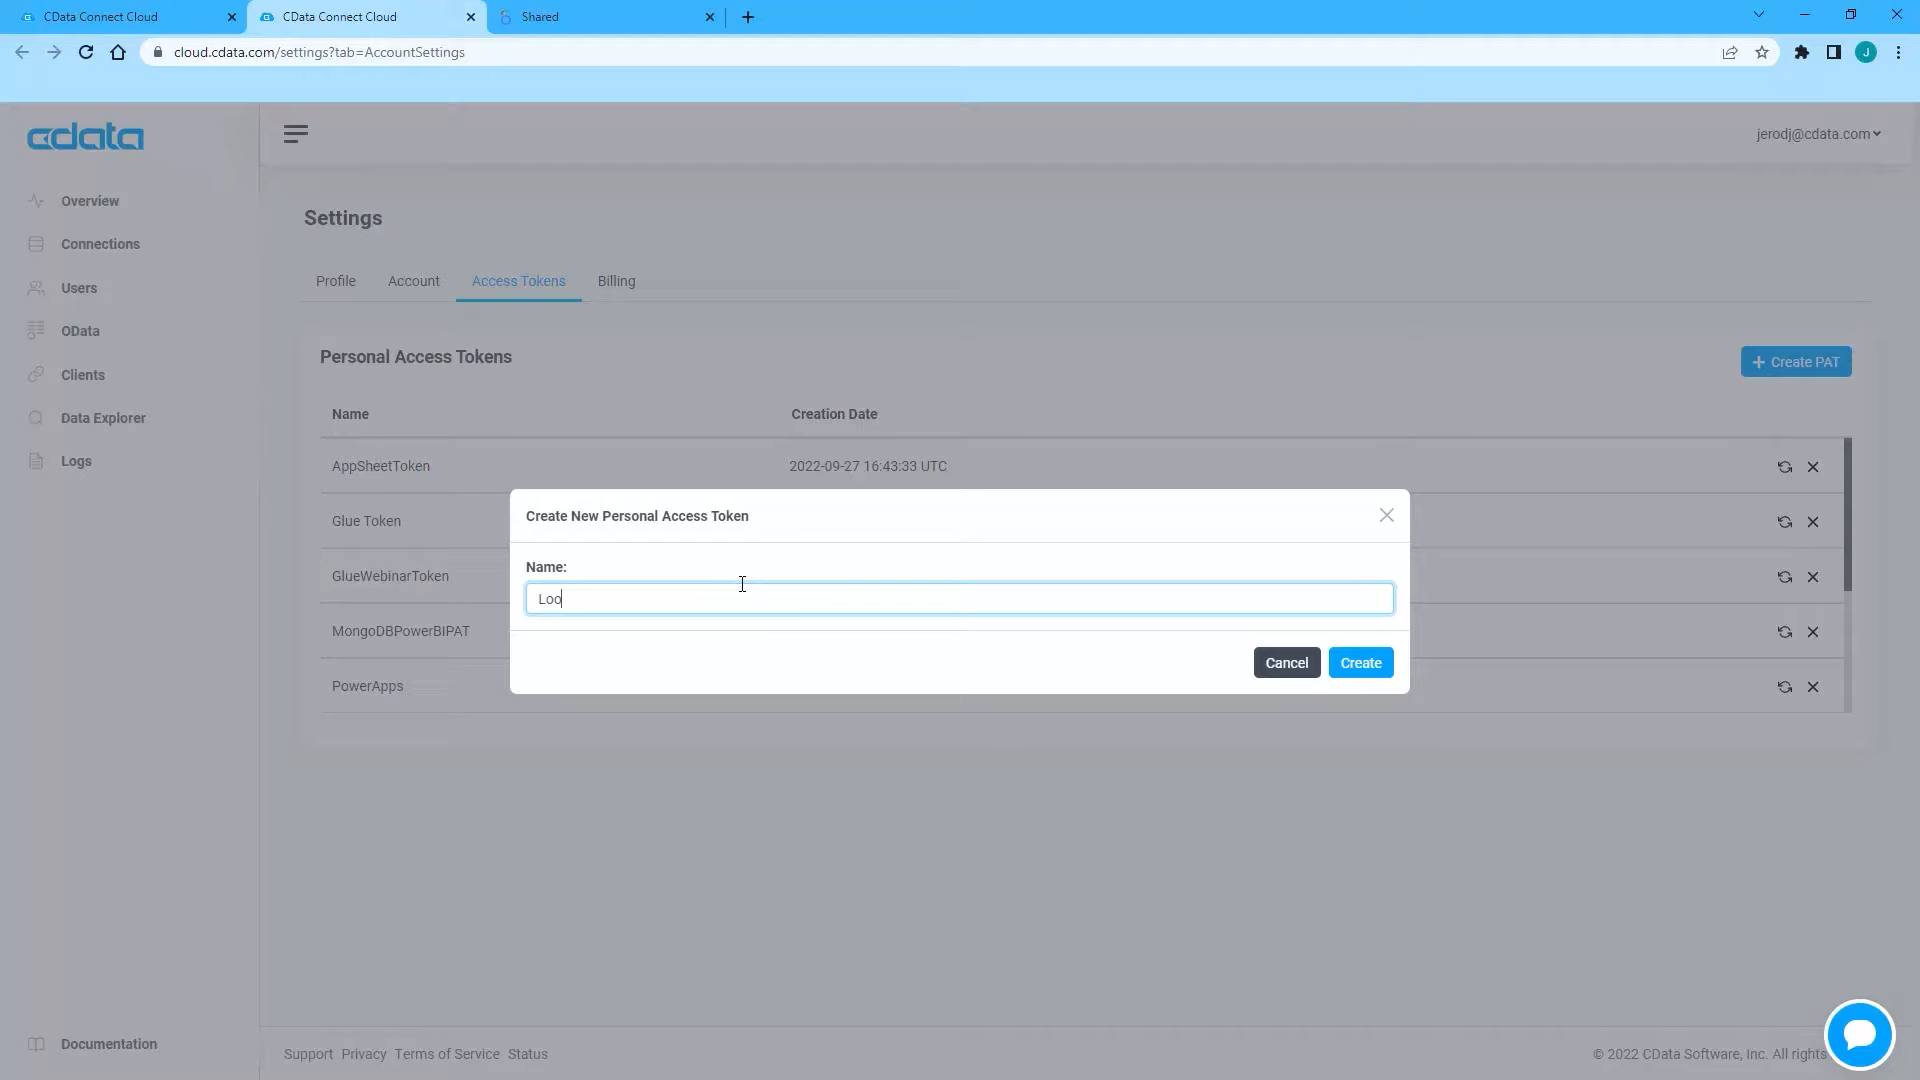 CData Connect Cloud
CData Connect Cloud
Shared
cloud.cdata.com/settings?tab=AccountSettings
J
cdata
jerodj@cdata.com
Overview
Connections
Users
OData
Clients
Data Explorer
Logs
Documentation
Settings
Profile Account Access Tokens Billing
Personal Access Tokens
Create PAT
Name Creation Date
AppSheetToken 2022-09-27 16:43:33 UTC
Glue Token
GlueWebinarToken
MongoDBPowerBIPAT
PowerApps
Create New Personal Access Token
Name:
Loo
Cancel Create
Support Privacy Terms of Service Status
© 2022 CData Software, Inc. All rights